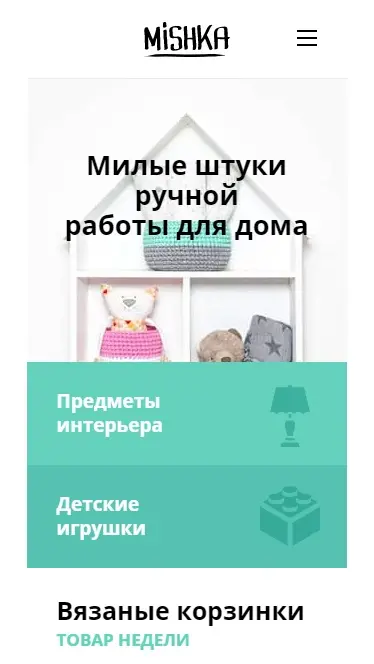 MiSHKA
Милые штуки
ручной
работы для дома
Предметы
интерьера
Детские
игрушки
Вязаные корзинки
ТОВАР НЕДЕЛИ